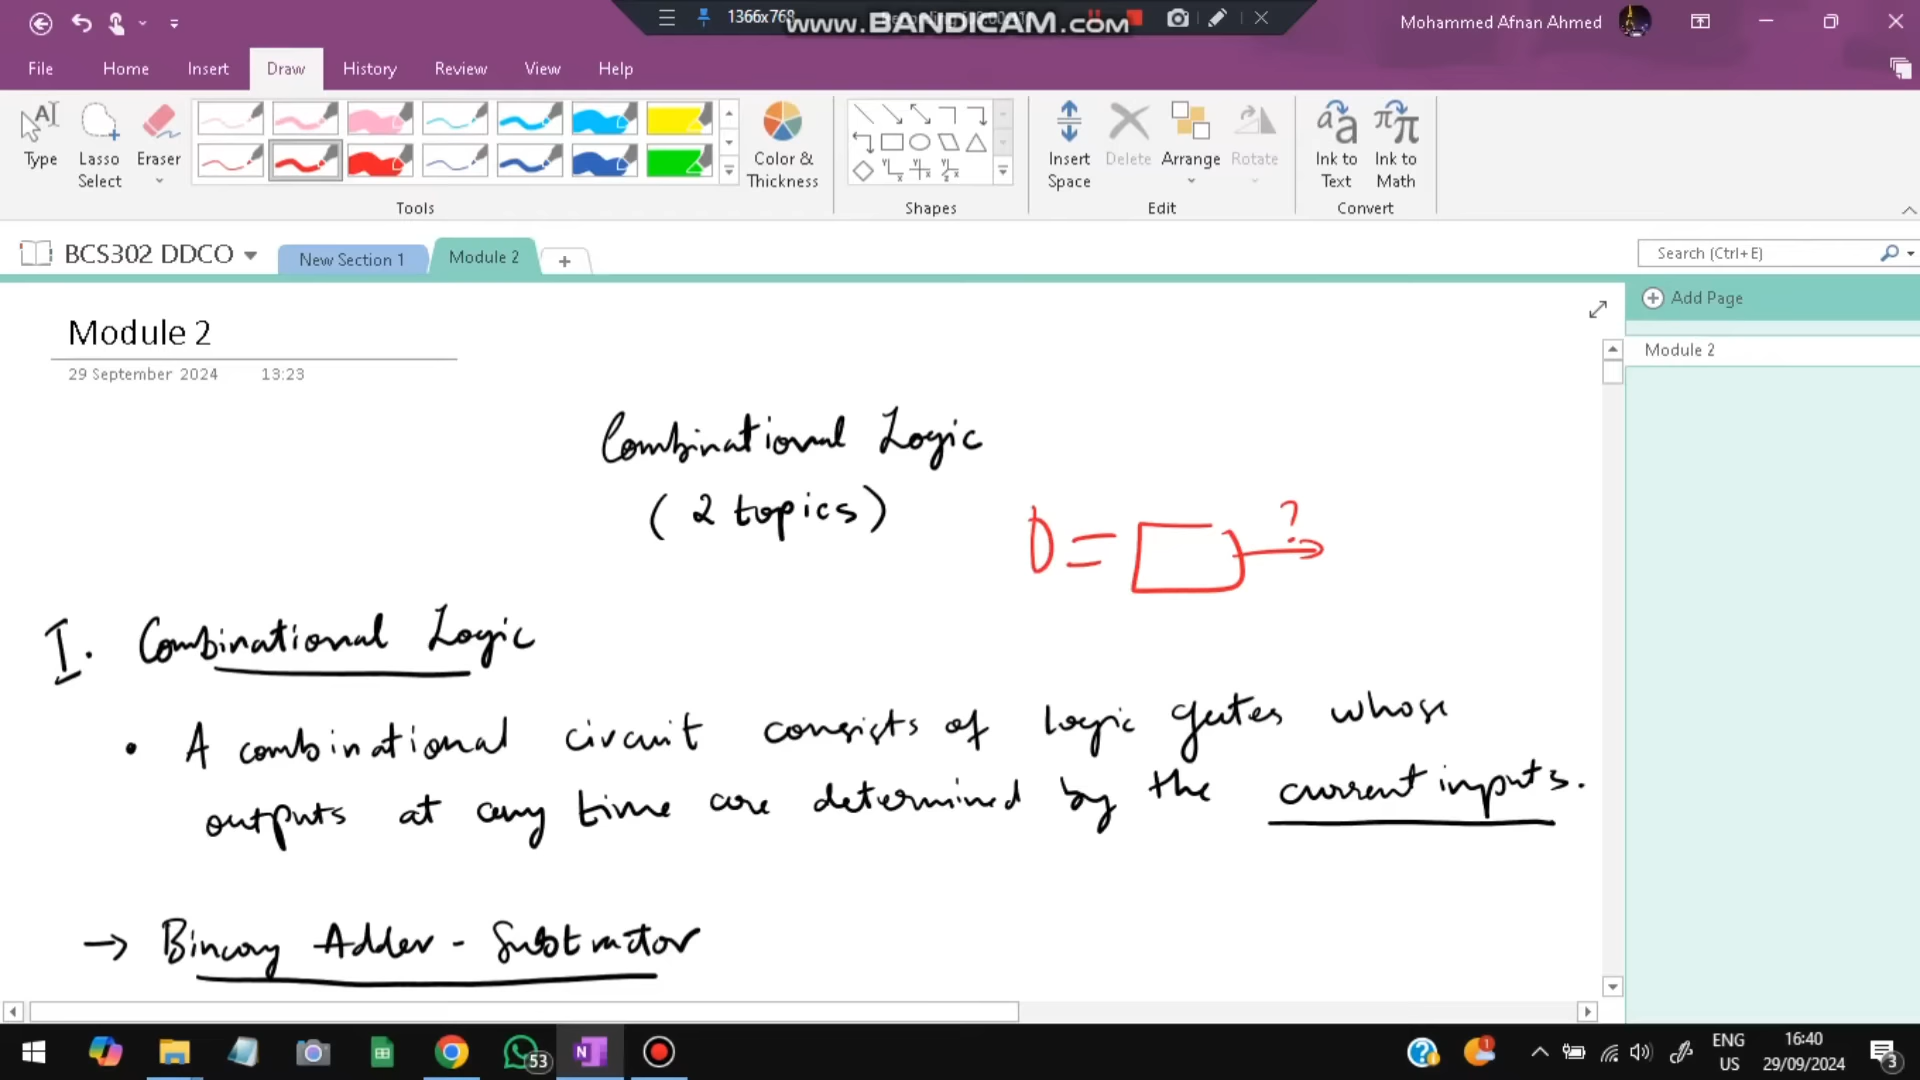 1366x768
www.BANDICAM.com
Mohammed Afnan Ahmed
File Home Insert Draw History Review View Help
Type
Lasso Select
Eraser
Color & Thickness
Insert Space
Delete
Arrange
Rotate
Ink to Text
Ink to Math
Tools
Shapes
Edit
Convert
BCS302 DDCO
New Section 1
Module 2
Search (Ctrl+E)
Add Page
Module 2
Module 2
29 September 2024 13:23
Combinational Logic
( 2 topics )
D = ?
I. Combinational Logic
• A combinational circuit consists of logic gates whose
outputs at any time are determined by the current inputs.
→ Binary Adder - Subtractor
53
1
ENG
US
16:40
29/09/2024
3